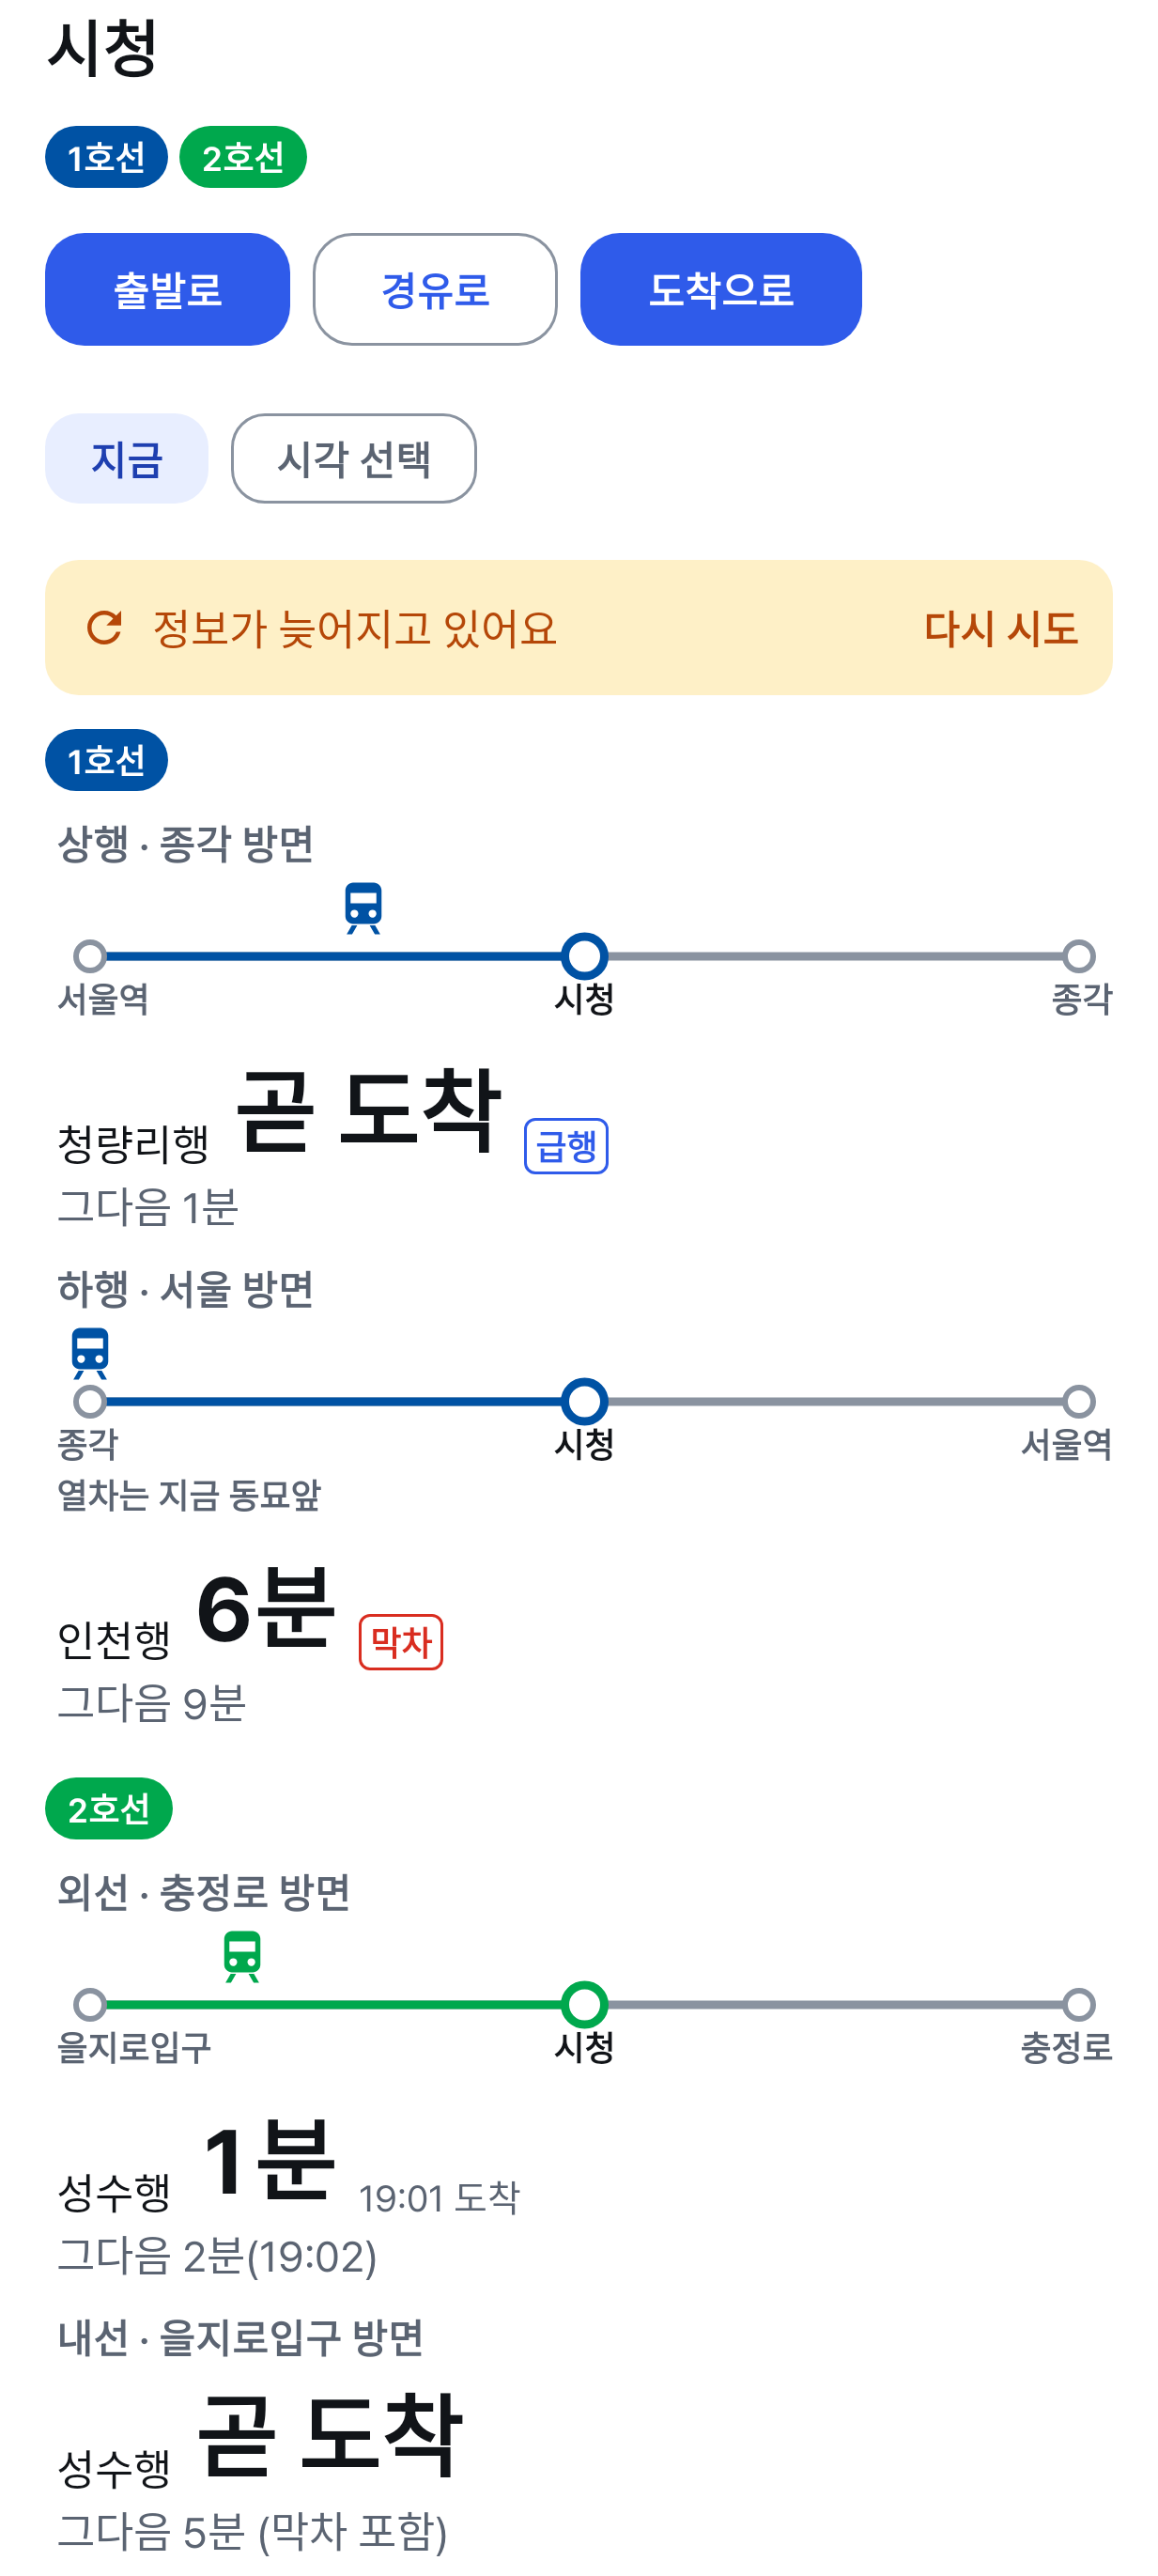 시청
1호선 2호선
출발로 경유로 도착으로
지금 시각 선택
정보가 늦어지고 있어요 다시 시도
1호선
상행 · 종각 방면
서울역 시청 종각
청량리행 곧 도착 급행
그다음 1분
하행 · 서울 방면
종각 시청 서울역
열차는 지금 동묘앞
인천행 6분 막차
그다음 9분
2호선
외선 · 충정로 방면
을지로입구 시청 충정로
성수행 1분 19:01 도착
그다음 2분(19:02)
내선 · 을지로입구 방면
성수행 곧 도착
그다음 5분 (막차 포함)